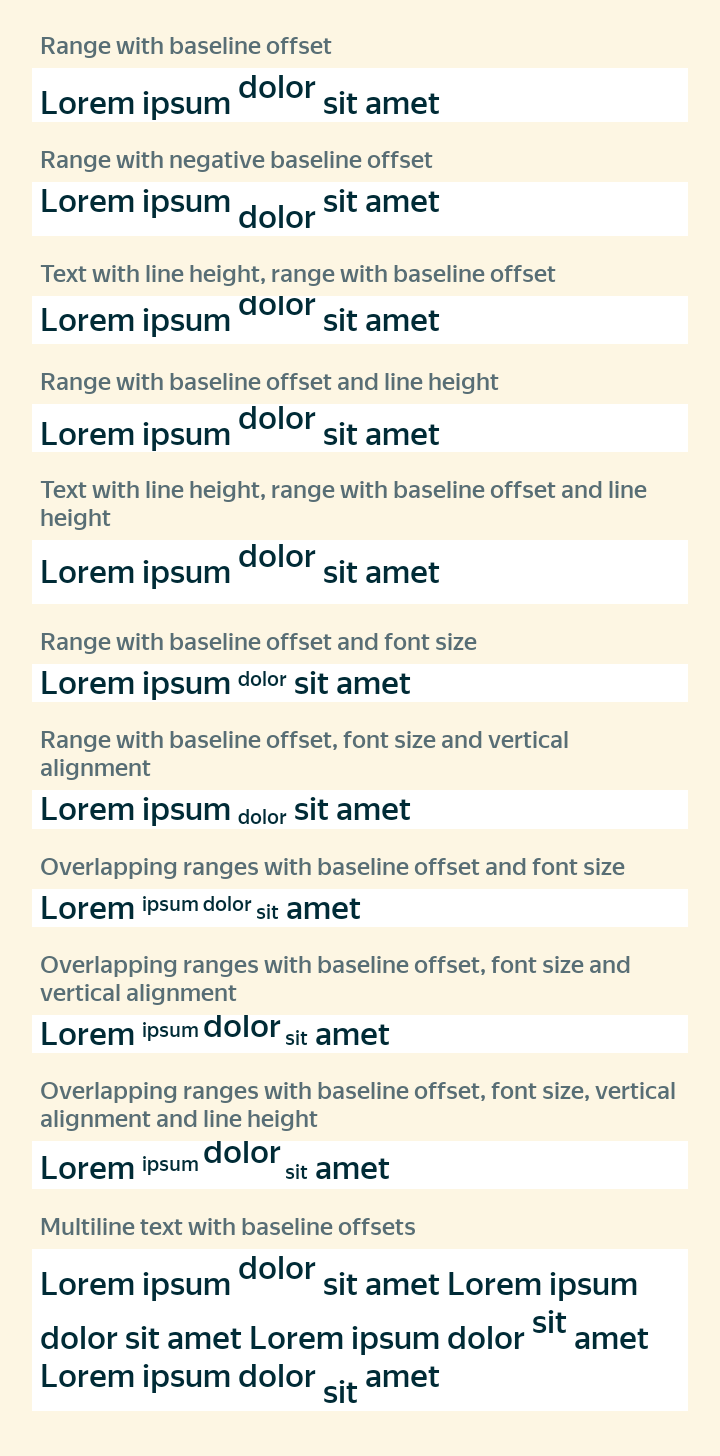 Range with baseline offset
Lorem ipsum dolor sit amet
Range with negative baseline offset
Lorem ipsum dolor sit amet
Text with line height, range with baseline offset
Lorem ipsum dolor sit amet
Range with baseline offset and line height
Lorem ipsum dolor sit amet
Text with line height, range with baseline offset and line
height
Lorem ipsum dolor sit amet
Range with baseline offset and font size
Lorem ipsum dolor sit amet
Range with baseline offset, font size and vertical
alignment
Lorem ipsum dolor sit amet
Overlapping ranges with baseline offset and font size
Lorem ipsum dolor sit amet
Overlapping ranges with baseline offset, font size and
vertical alignment
Lorem ipsum dolor sit amet
Overlapping ranges with baseline offset, font size, vertical
alignment and line height
Lorem ipsum dolor sit amet
Multiline text with baseline offsets
Lorem ipsum dolor sit amet Lorem ipsum
dolor sit amet Lorem ipsum dolor sit amet
Lorem ipsum dolor sit amet